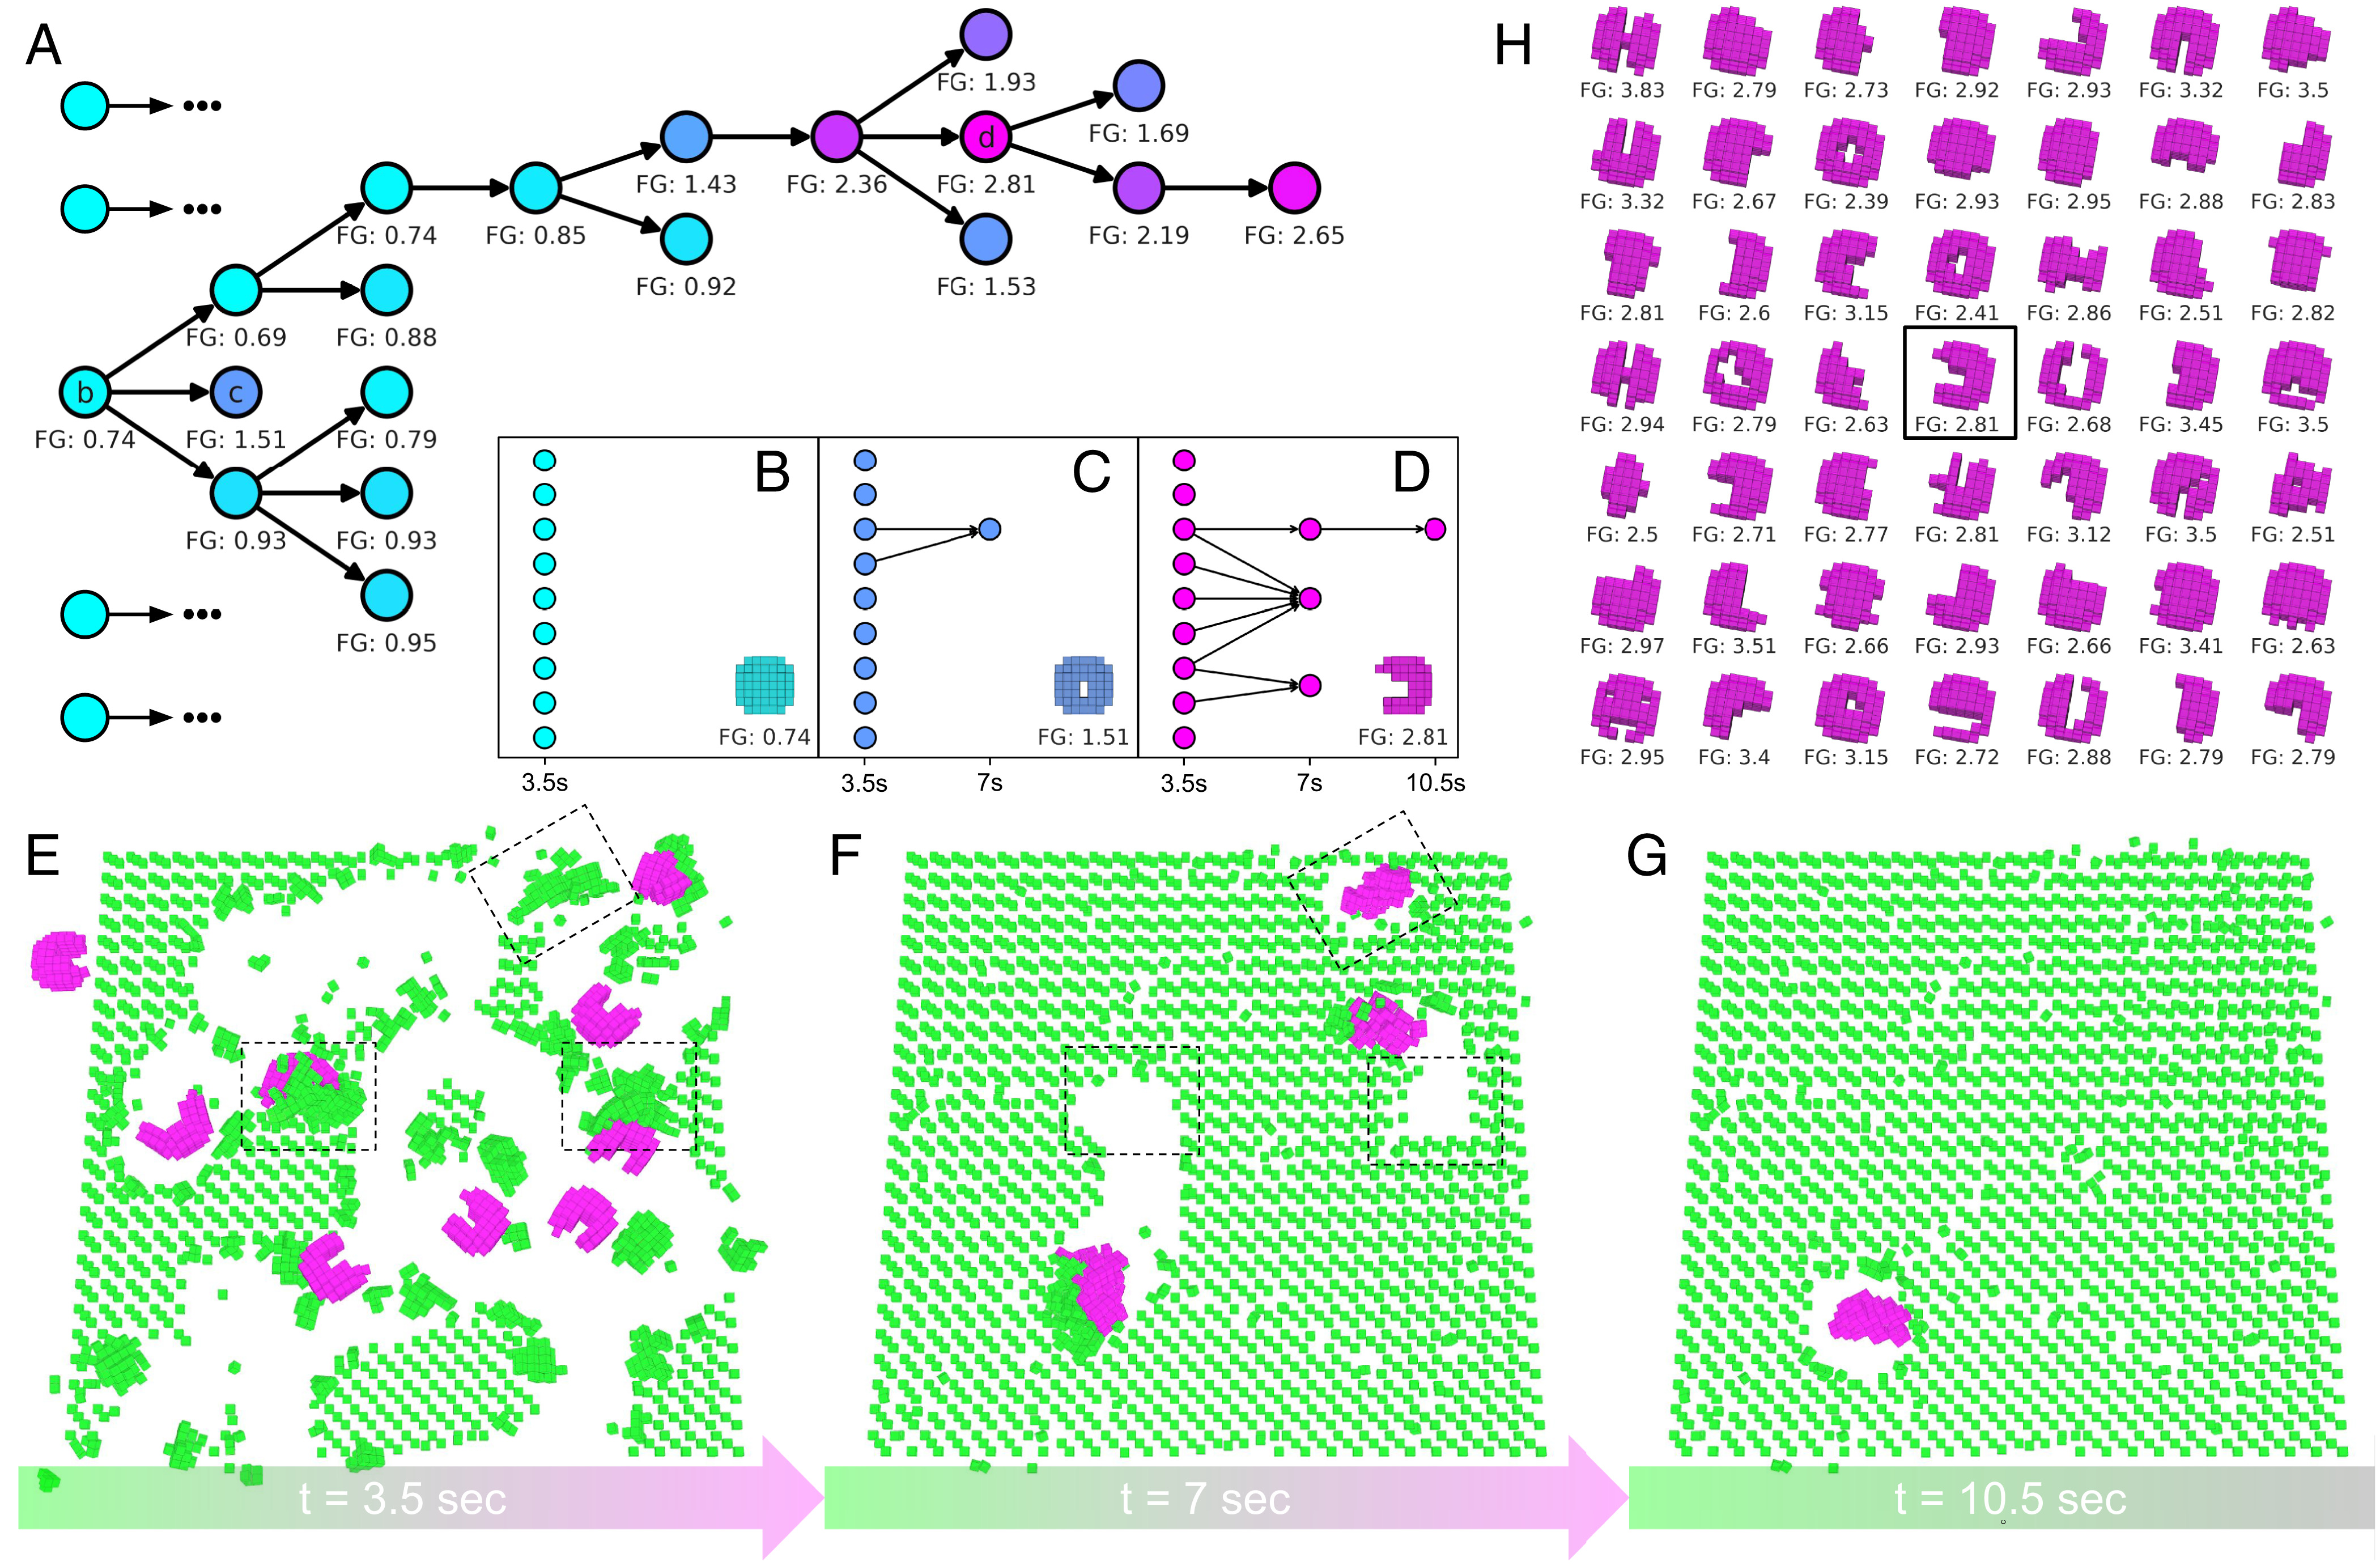 A
•••
•••
FG: 1.93
d
FG: 1.69
FG: 1.43
FG: 2.36
FG: 2.81
FG: 0.74
FG: 0.85
FG: 2.19
FG: 2.65
FG: 0.92
FG: 1.53
FG: 0.69
FG: 0.88
b
c
FG: 0.74
FG: 1.51
FG: 0.79
FG: 0.93
FG: 0.93
FG: 0.95
•••
•••
B
FG: 0.74
3.5s
C
FG: 1.51
3.5s 7s
D
FG: 2.81
3.5s 7s 10.5s
H
FG: 3.83 FG: 2.79 FG: 2.73 FG: 2.92 FG: 2.93 FG: 3.32 FG: 3.5
FG: 3.32 FG: 2.67 FG: 2.39 FG: 2.93 FG: 2.95 FG: 2.88 FG: 2.83
FG: 2.81 FG: 2.6 FG: 3.15 FG: 2.41 FG: 2.86 FG: 2.51 FG: 2.82
FG: 2.94 FG: 2.79 FG: 2.63 FG: 2.81 FG: 2.68 FG: 3.45 FG: 3.5
FG: 2.5 FG: 2.71 FG: 2.77 FG: 2.81 FG: 3.12 FG: 3.5 FG: 2.51
FG: 2.97 FG: 3.51 FG: 2.66 FG: 2.93 FG: 2.66 FG: 3.41 FG: 2.63
FG: 2.95 FG: 3.4 FG: 3.15 FG: 2.72 FG: 2.88 FG: 2.79 FG: 2.79
E
t = 3.5 sec
F
t = 7 sec
G
t = 10.5 sec
c